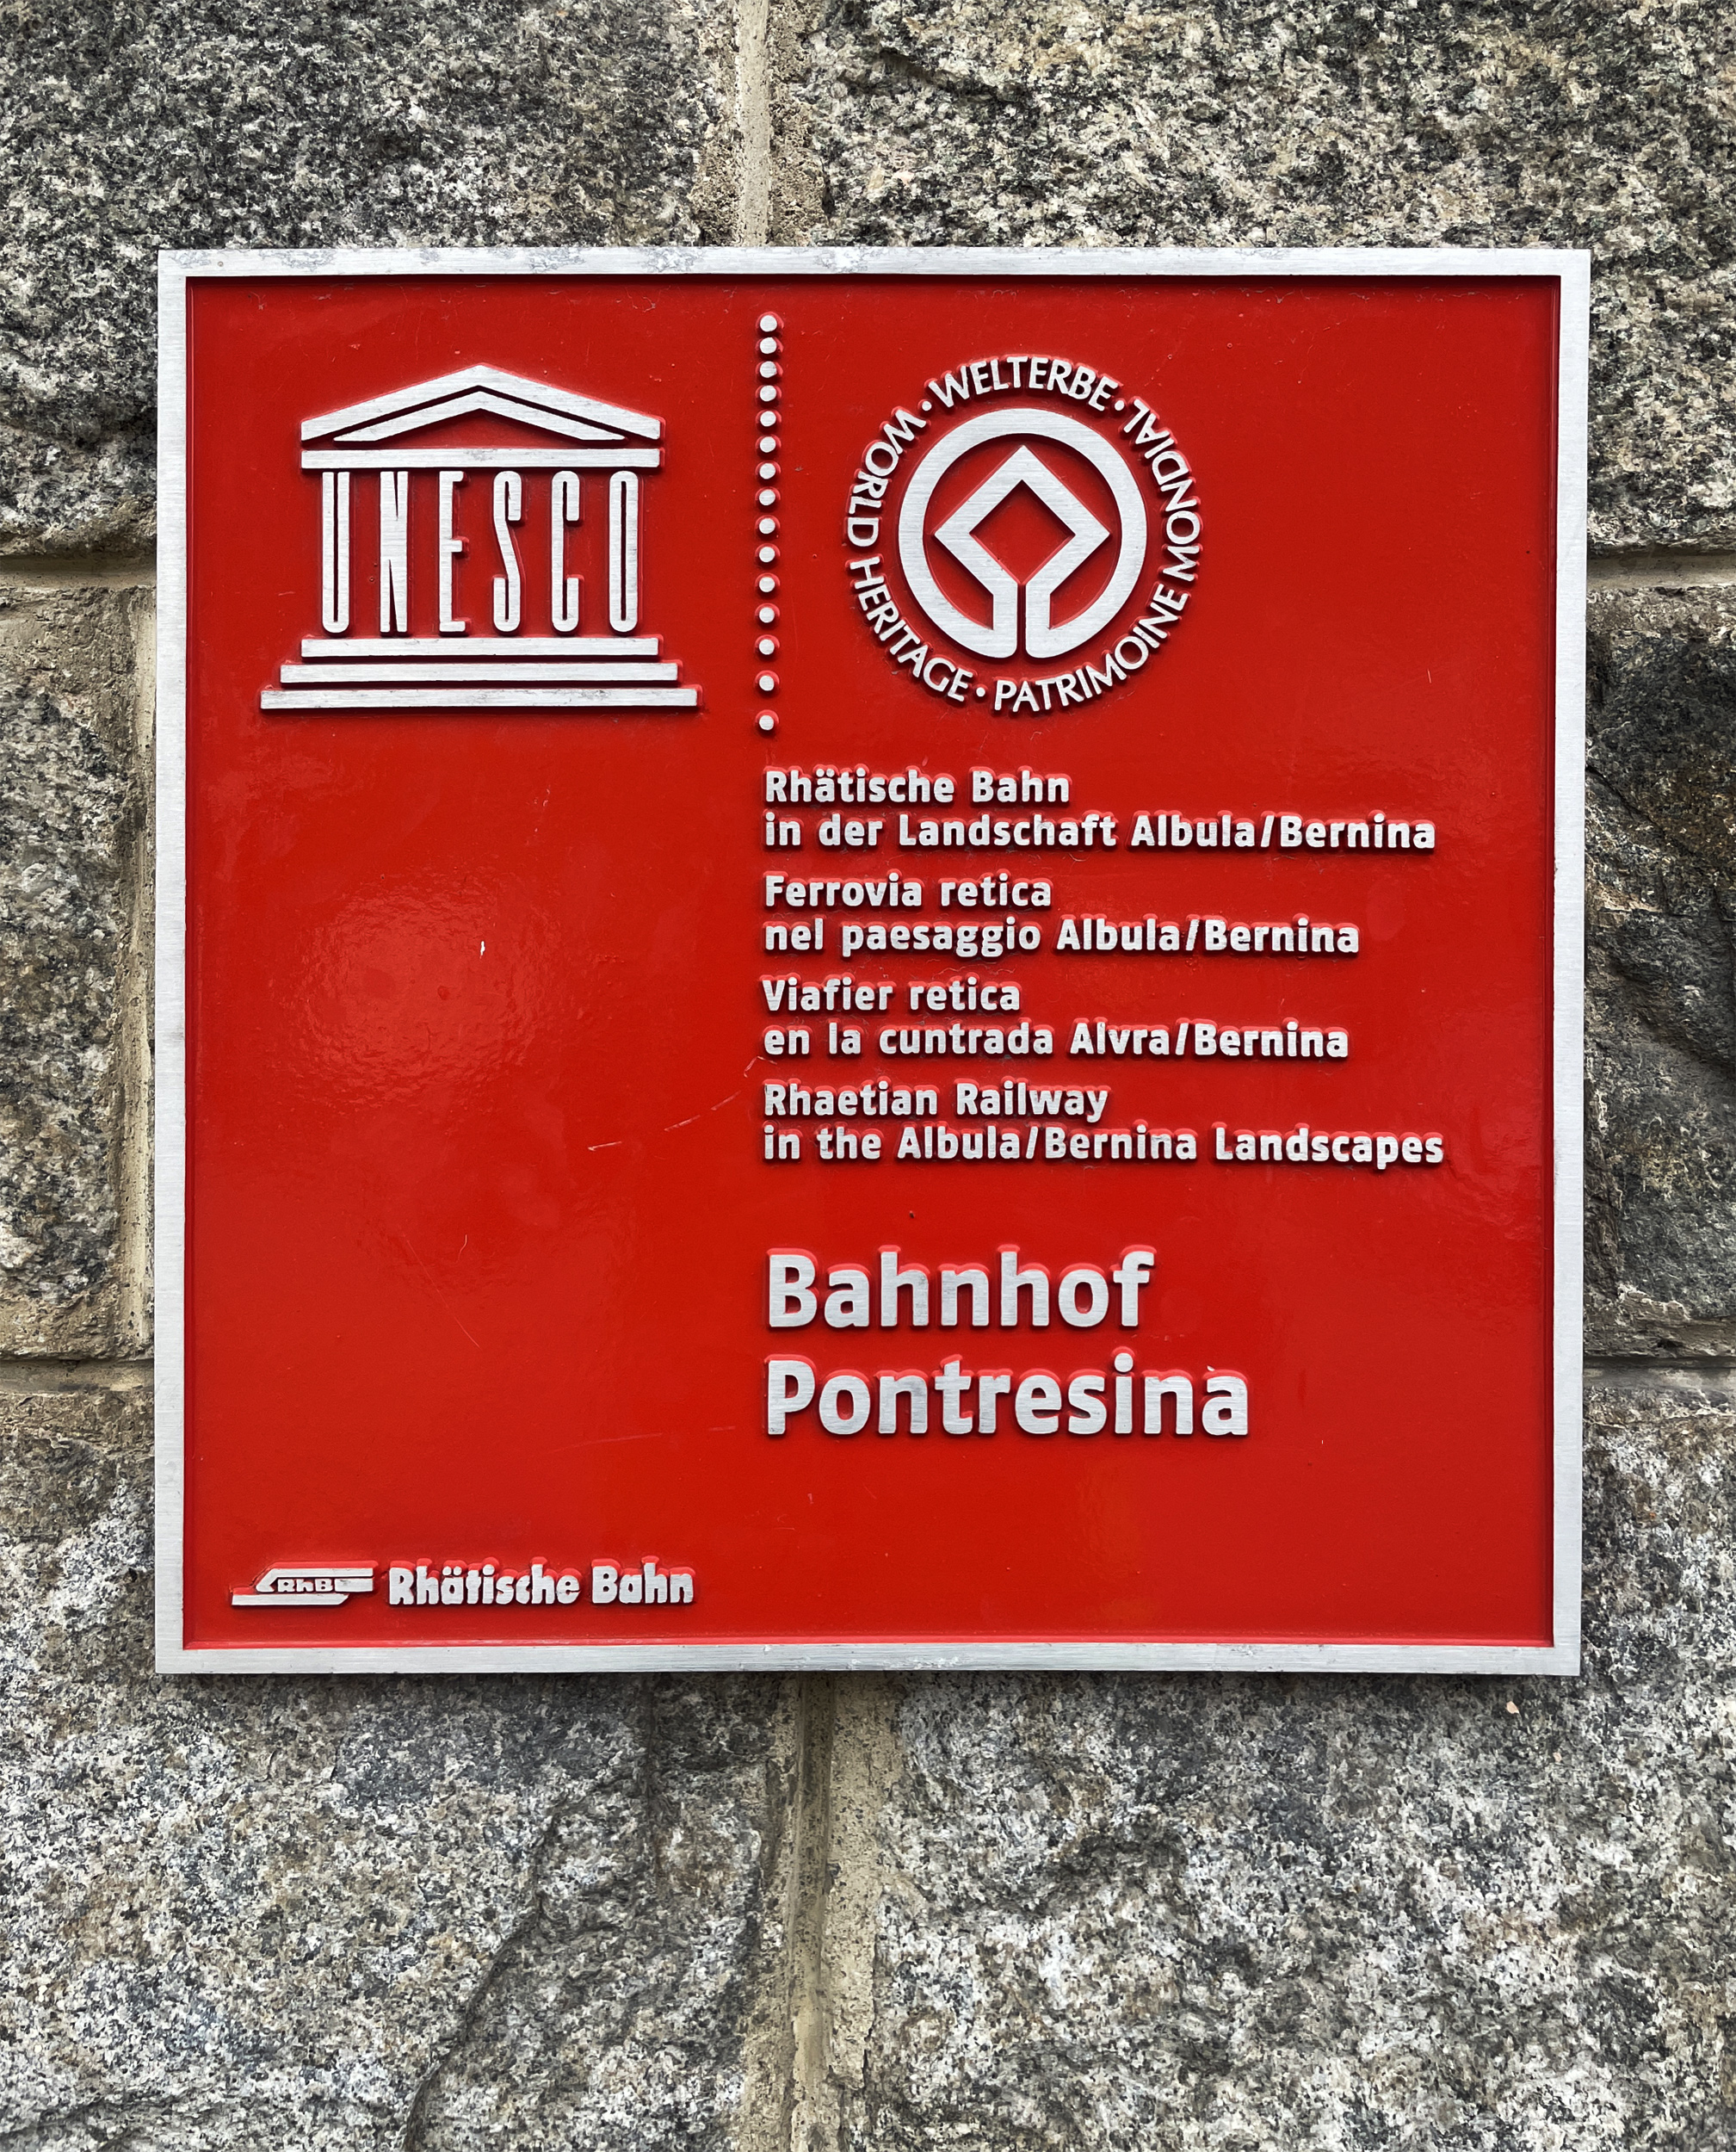 UNESCO
WORLD HERITAGE · WELTERBE · PATRIMOINE MONDIAL
Rhätische Bahn
in der Landschaft Albula/Bernina
Ferrovia retica
nel paesaggio Albula/Bernina
Viafier retica
en la cuntrada Alvra/Bernina
Rhaetian Railway
in the Albula/Bernina Landscapes
Bahnhof
Pontresina
RhB Rhätische Bahn